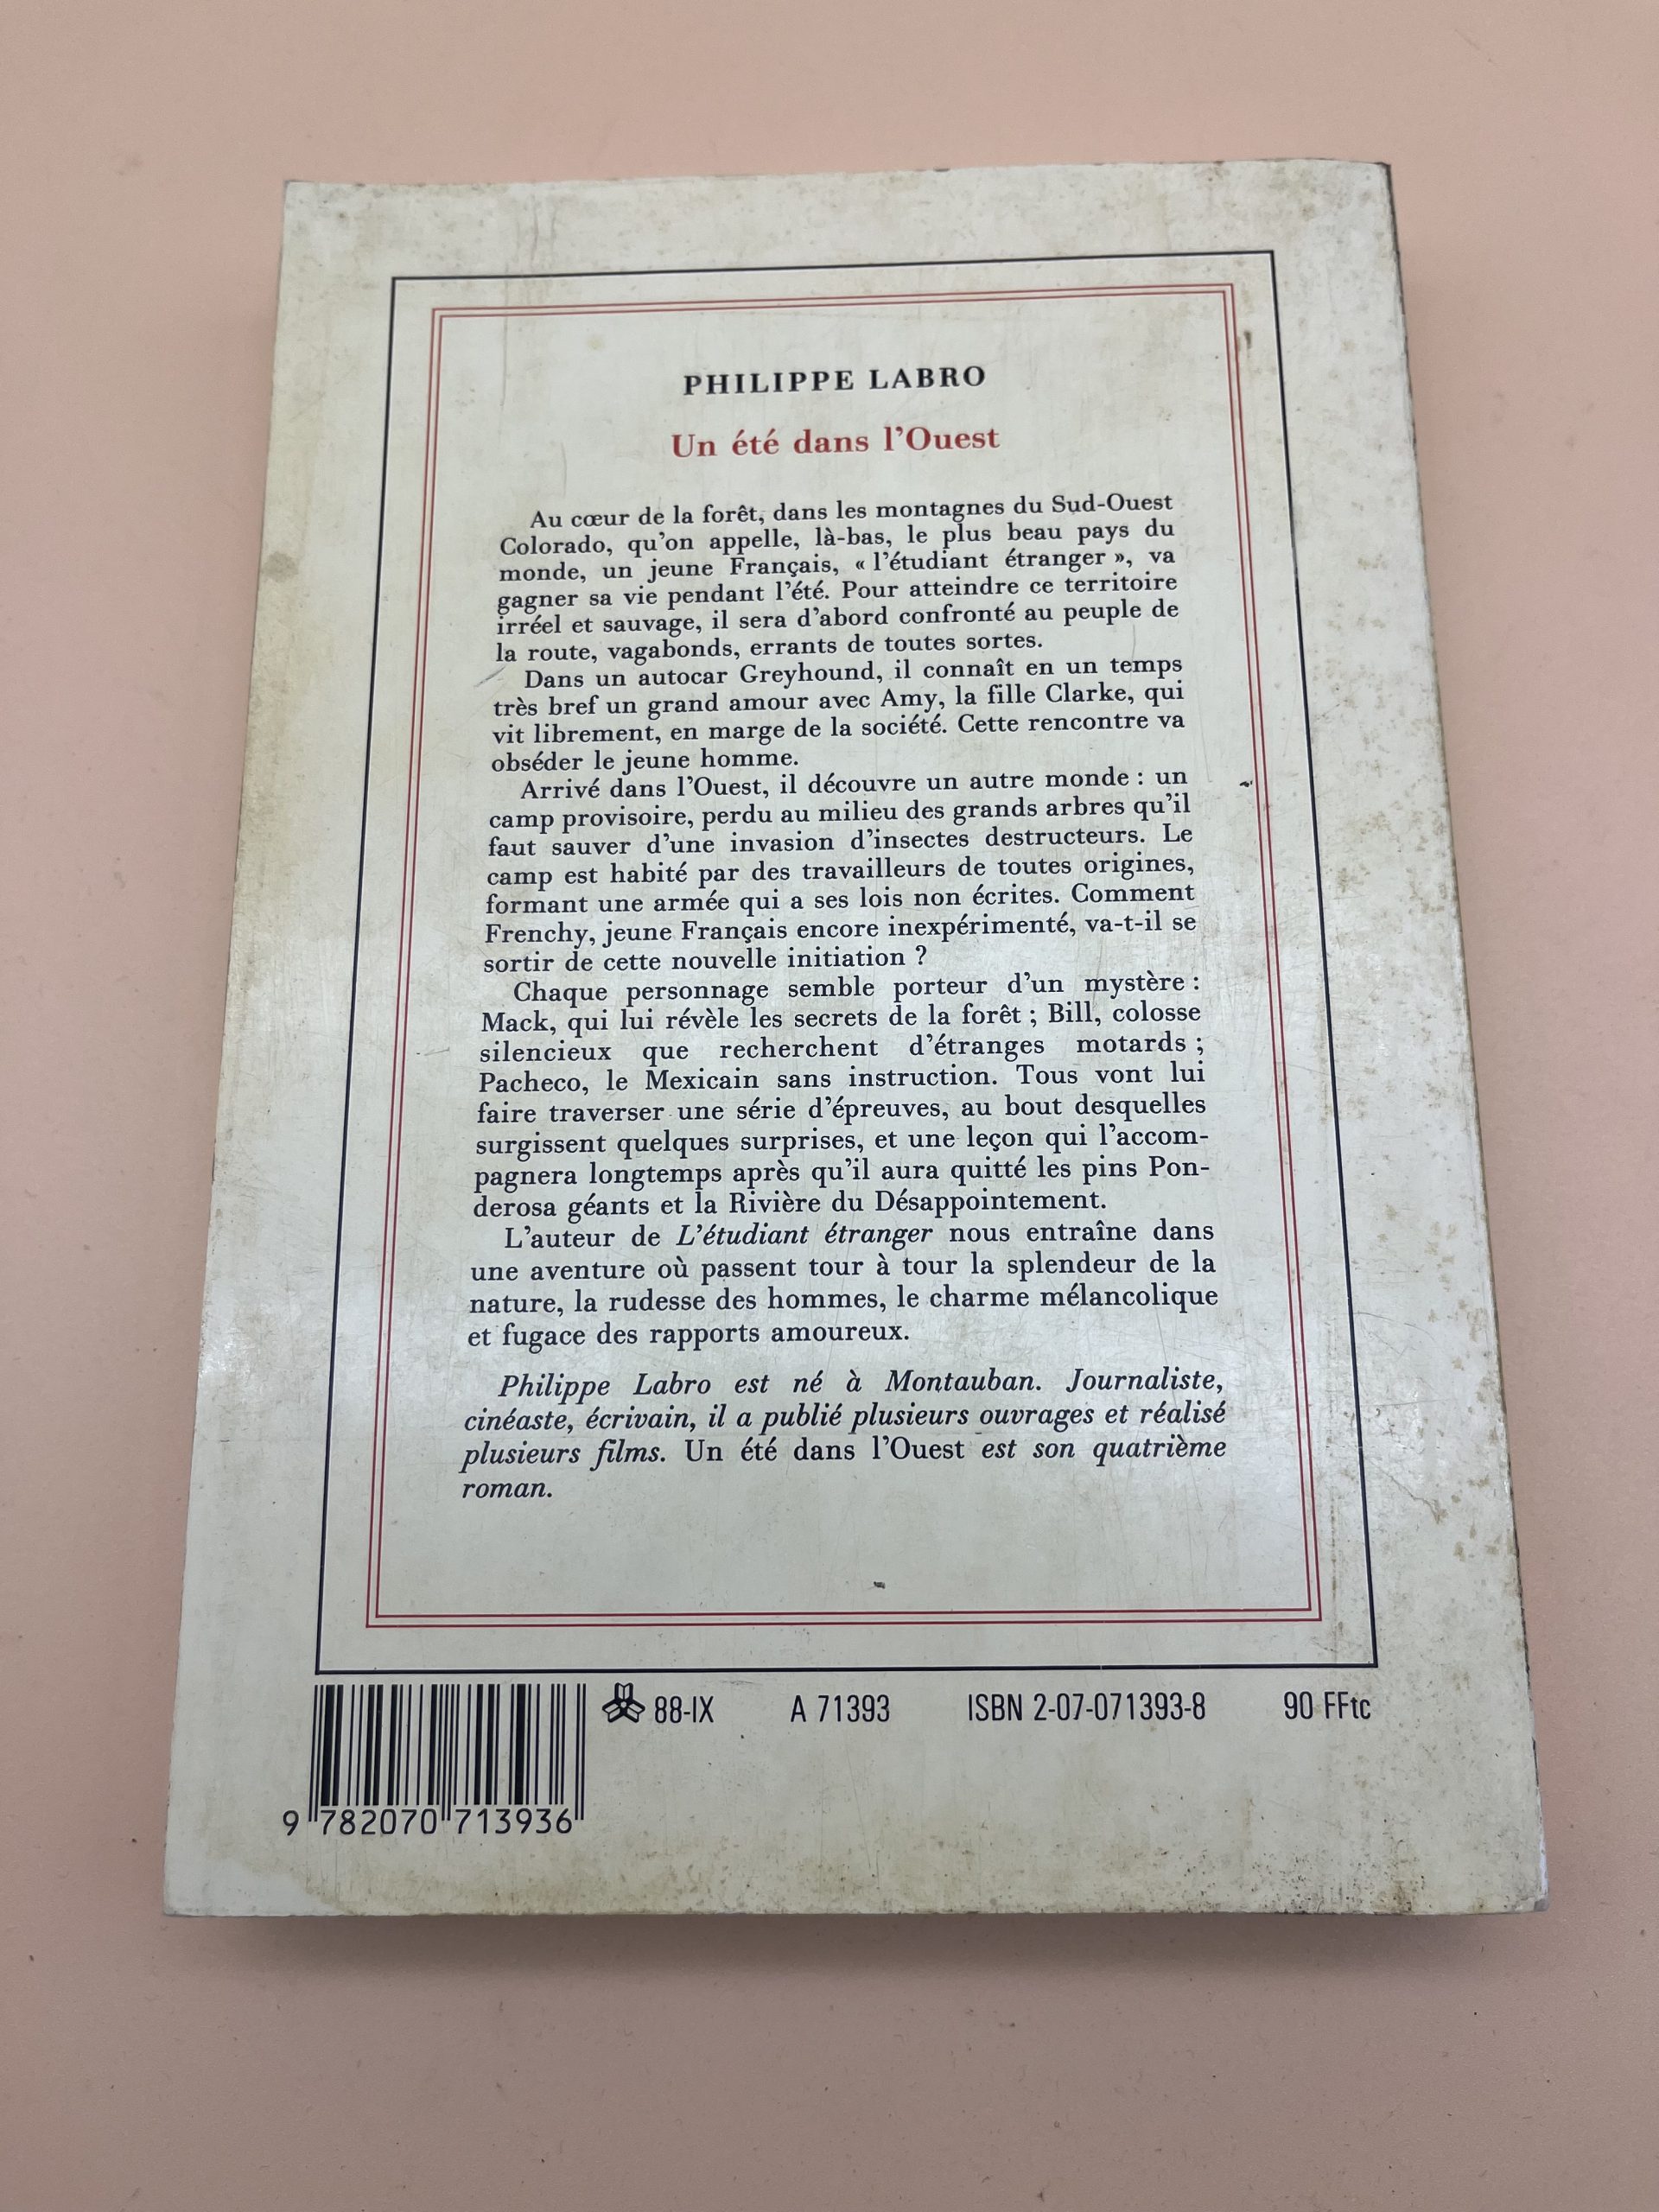 PHILIPPE LABRO
Un été dans l'Ouest
Au cœur de la forêt, dans les montagnes du Sud-Ouest
Colorado, qu'on appelle, là-bas, le plus beau pays du
monde, un jeune Français, « l'étudiant étranger », va
gagner sa vie pendant l'été. Pour atteindre ce territoire
irréel et sauvage, il sera d'abord confronté au peuple de
la route, vagabonds, errants de toutes sortes.
Dans un autocar Greyhound, il connaît en un temps
très bref un grand amour avec Amy, la fille Clarke, qui
vit librement, en marge de la société. Cette rencontre va
obséder le jeune homme.
Arrivé dans l'Ouest, il découvre un autre monde : un
camp provisoire, perdu au milieu des grands arbres qu'il
faut sauver d'une invasion d'insectes destructeurs. Le
camp est habité par des travailleurs de toutes origines,
formant une armée qui a ses lois non écrites. Comment
Frenchy, jeune Français encore inexpérimenté, va-t-il se
sortir de cette nouvelle initiation ?
Chaque personnage semble porteur d'un mystère :
Mack, qui lui révèle les secrets de la forêt ; Bill, colosse
silencieux que recherchent d'étranges motards ;
Pacheco, le Mexicain sans instruction. Tous vont lui
faire traverser une série d'épreuves, au bout desquelles
surgissent quelques surprises, et une leçon qui l'accom-
pagnera longtemps après qu'il aura quitté les pins Pon-
derosa géants et la Rivière du Désappointement.
L'auteur de L'étudiant étranger nous entraîne dans
une aventure où passent tour à tour la splendeur de la
nature, la rudesse des hommes, le charme mélancolique
et fugace des rapports amoureux.
Philippe Labro est né à Montauban. Journaliste,
cinéaste, écrivain, il a publié plusieurs ouvrages et réalisé
plusieurs films. Un été dans l'Ouest est son quatrième
roman.
88-IX A 71393 ISBN 2-07-071393-8 90 FFtc
9 782070 713936